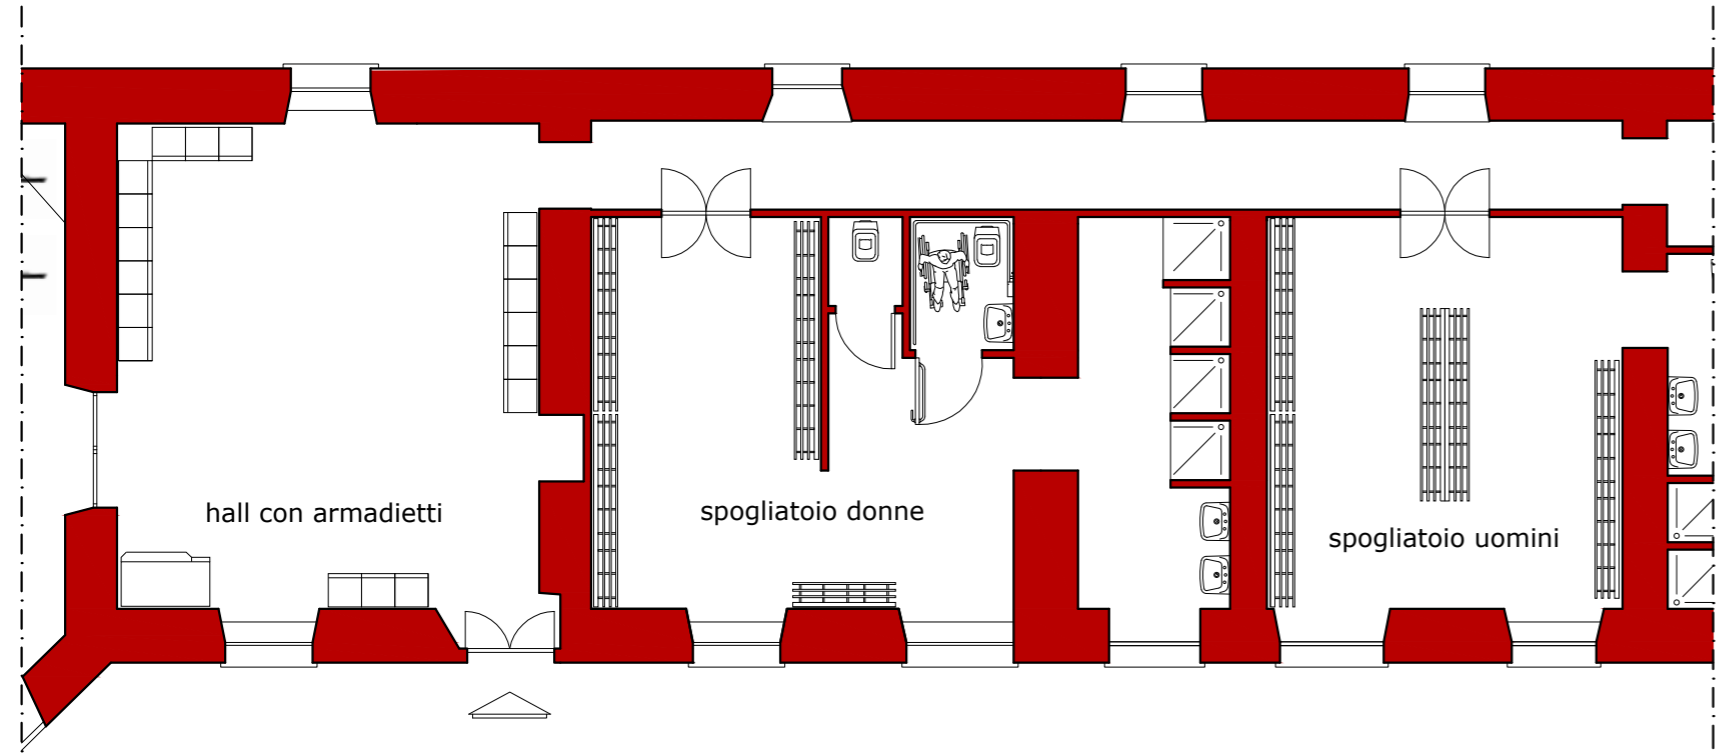 hall con armadietti
spogliatoio donne
spogliatoio uomini